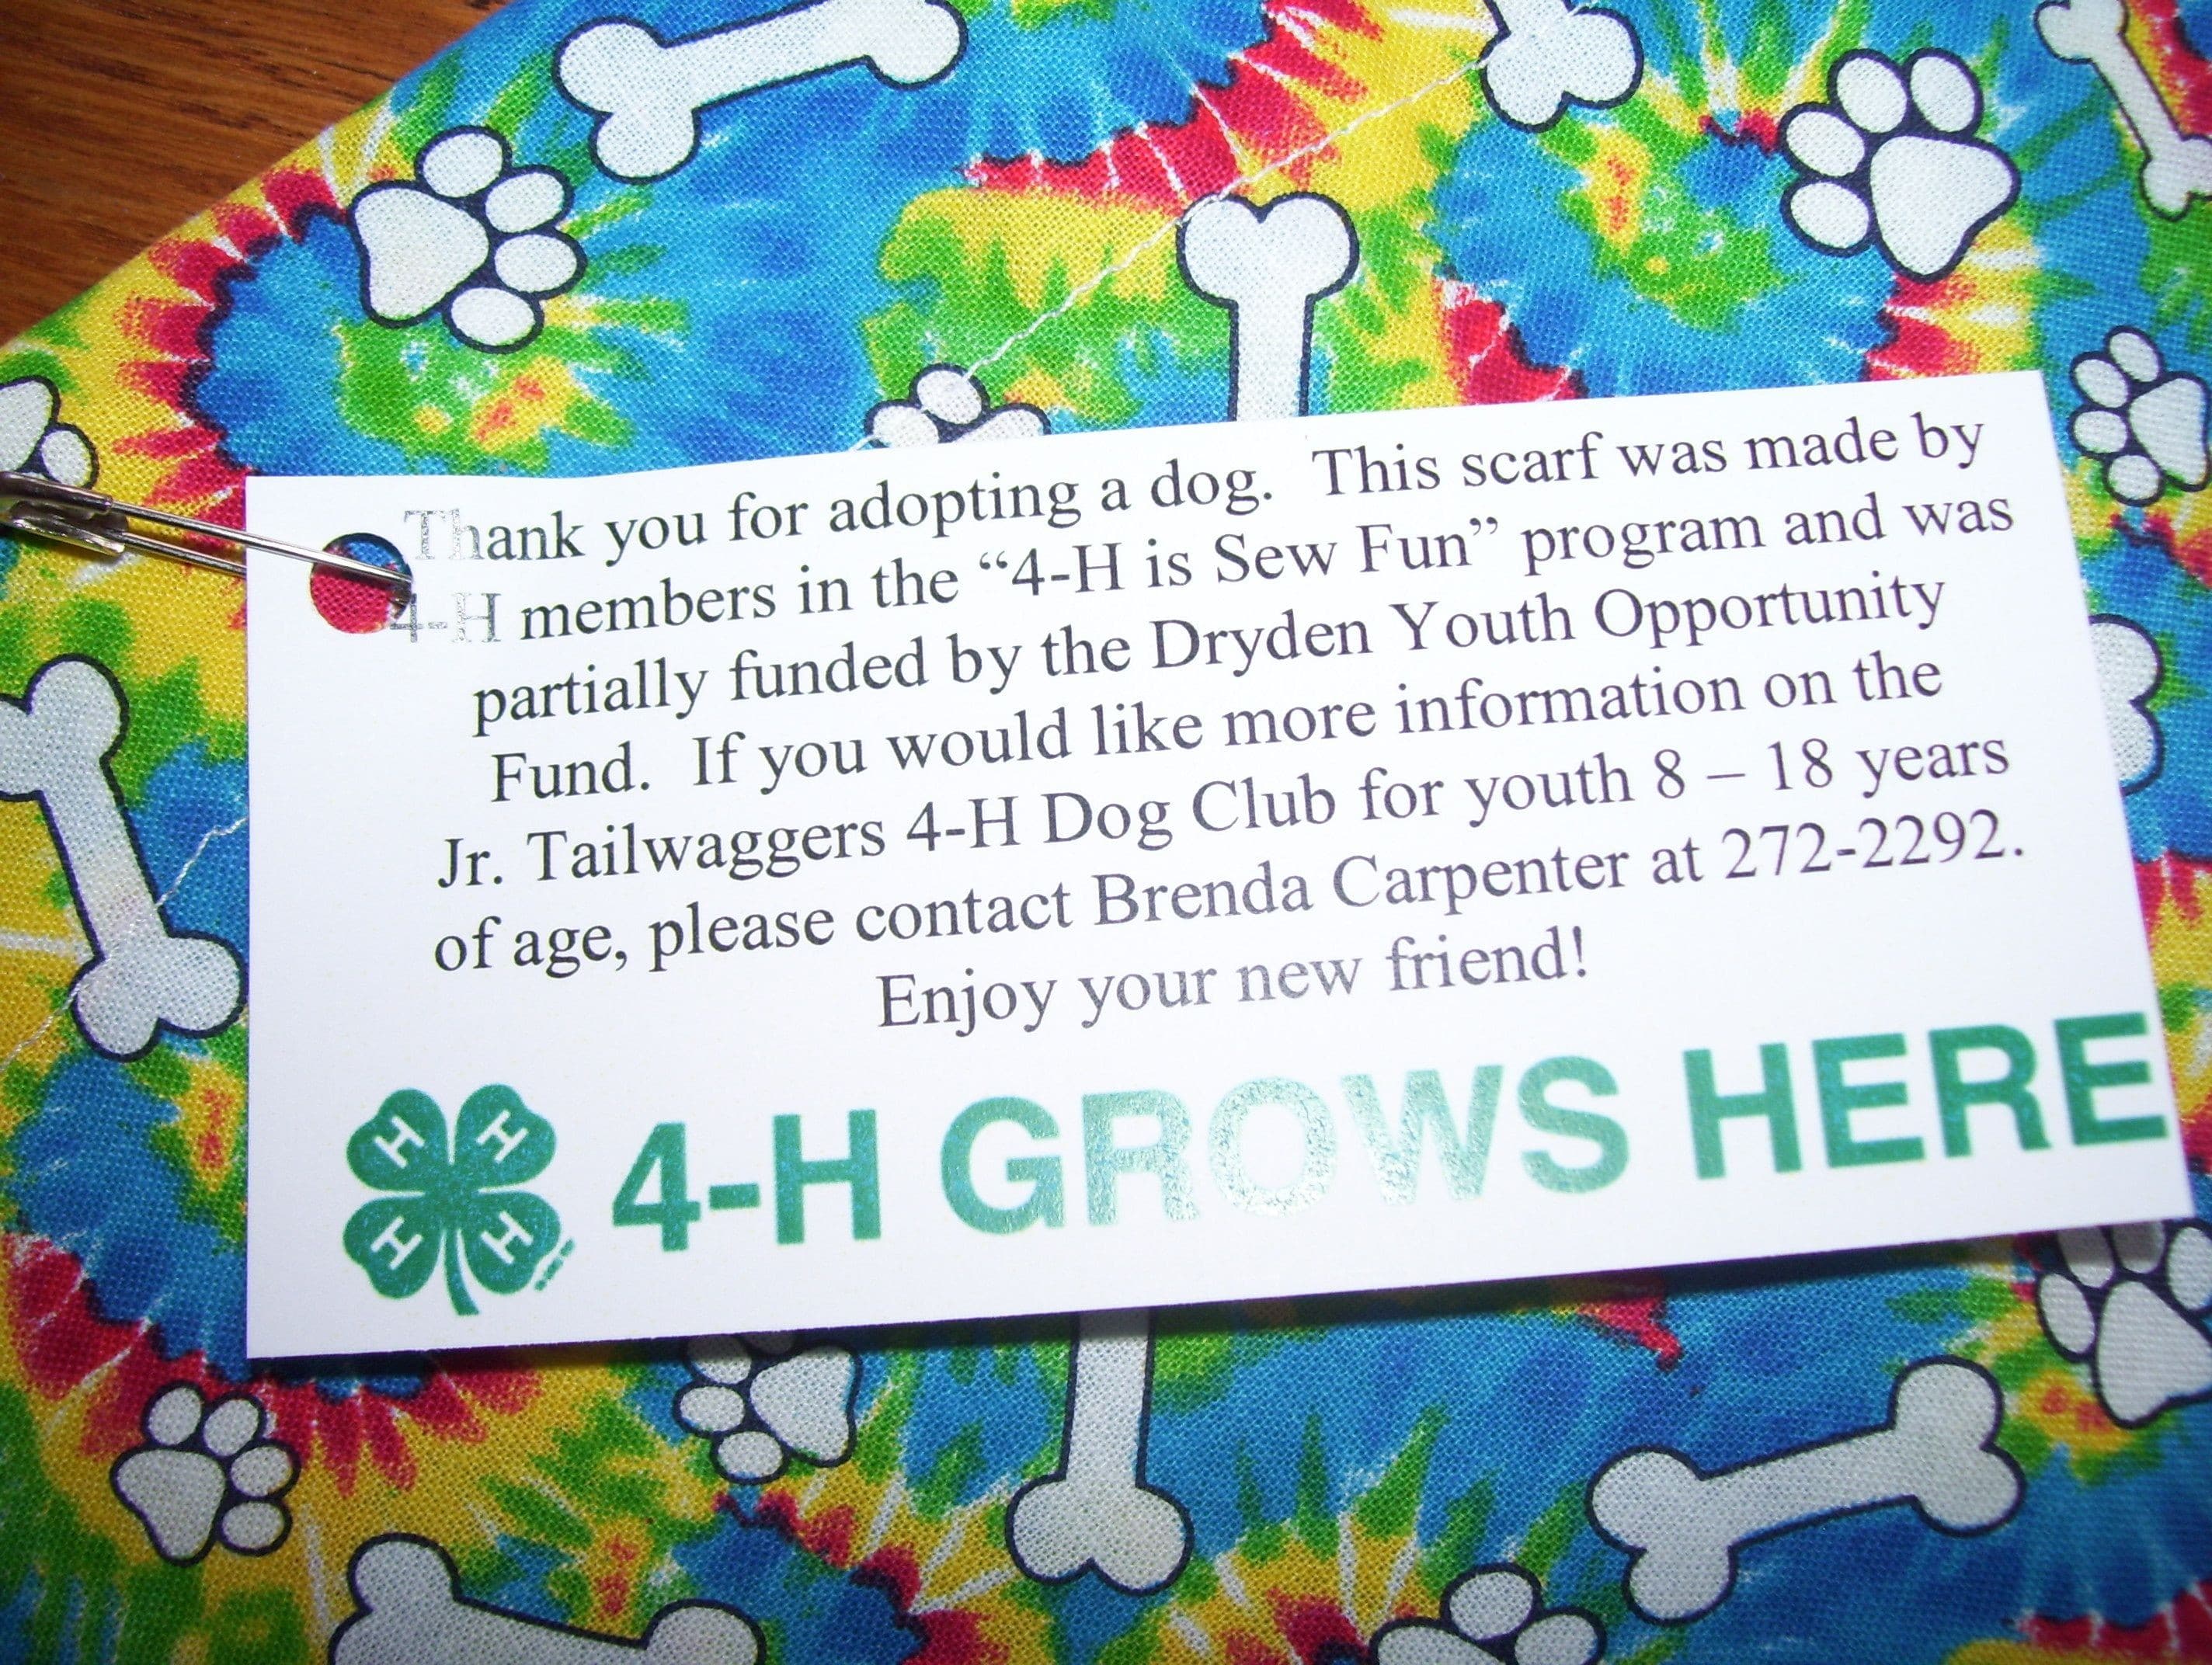 Thank you for adopting a dog.  This scarf was made by
4-H members in the “4-H is Sew Fun” program and was
partially funded by the Dryden Youth Opportunity
Fund.  If you would like more information on the
Jr. Tailwaggers 4-H Dog Club for youth 8 – 18 years
of age, please contact Brenda Carpenter at 272-2292.
Enjoy your new friend!
H H
H H
4-H GROWS HERE